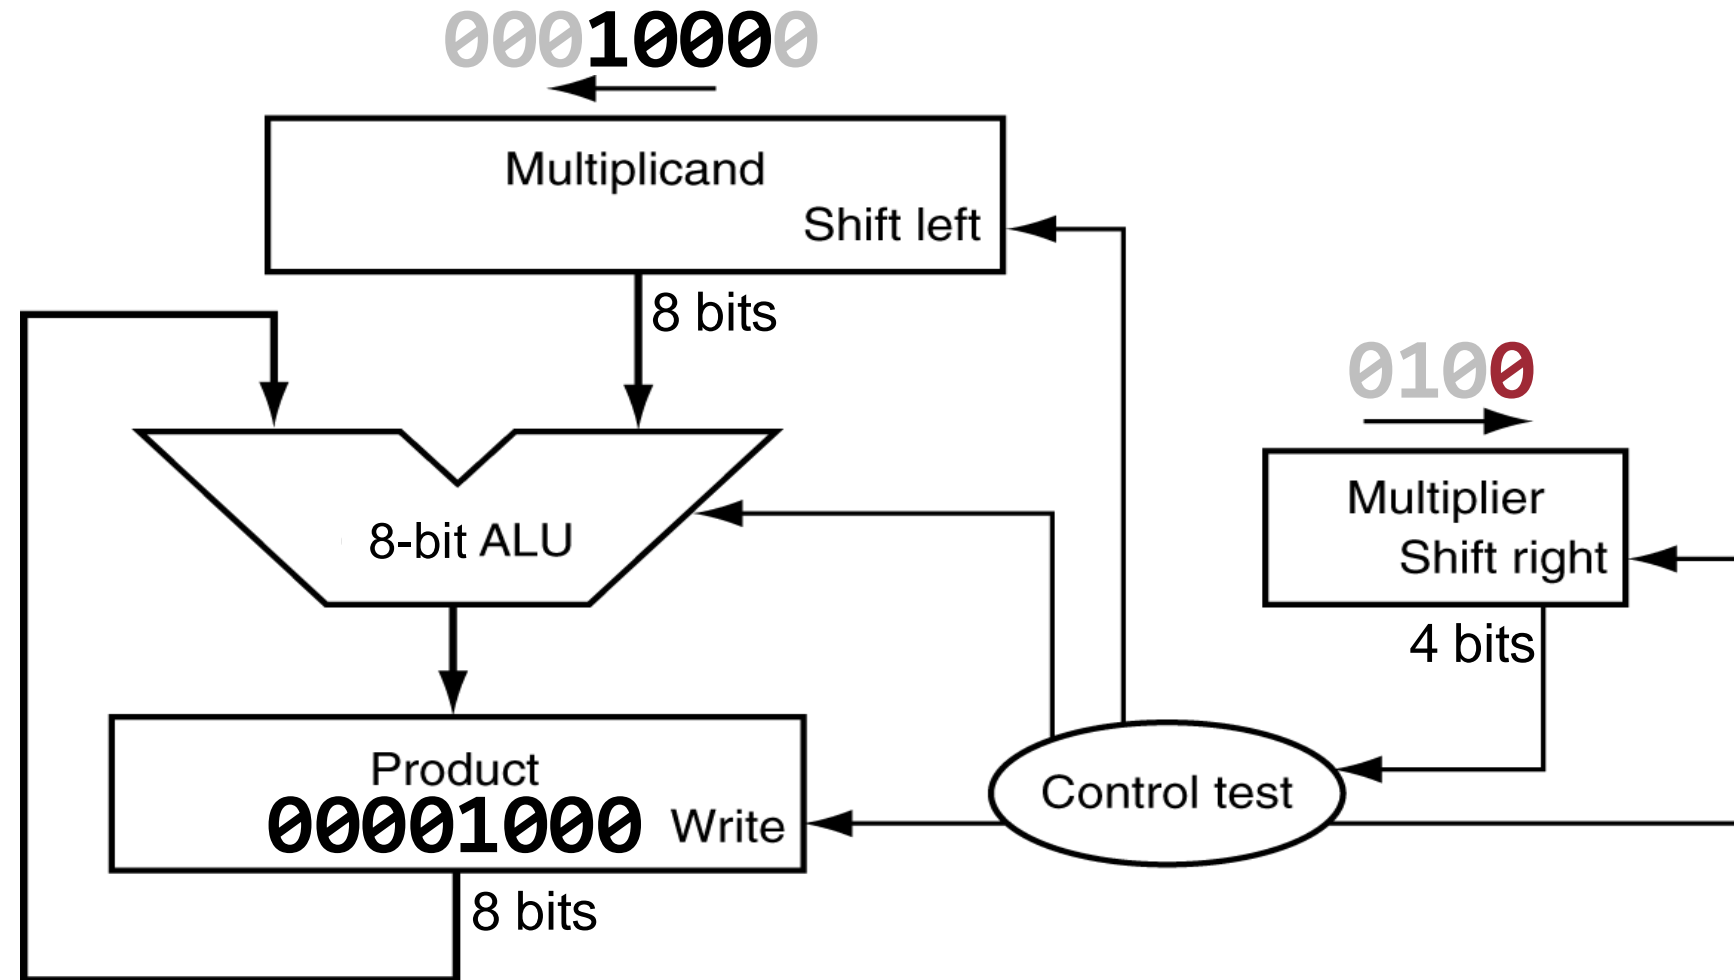 00010000
Multiplicand
Shift left
8 bits
0100
Multiplier
Shift right
8-bit ALU
4 bits
Product
00001000 Write
Control test
8 bits